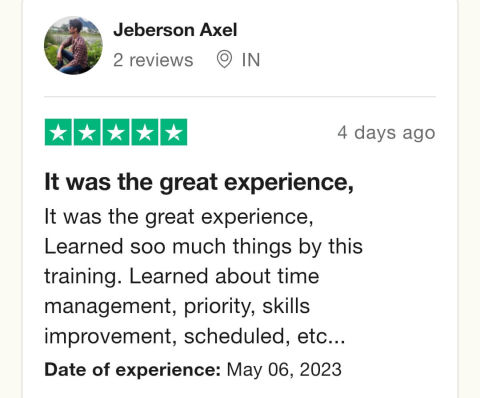 Jeberson Axel
2 reviews IN
4 days ago
It was the great experience,
It was the great experience,
Learned soo much things by this
training. Learned about time
management, priority, skills
improvement, scheduled, etc...
Date of experience: May 06, 2023